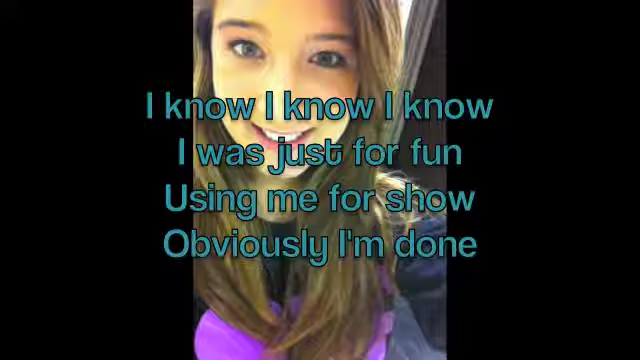 I know I know I know
I was just for fun
Using me for show
Obviously I'm done